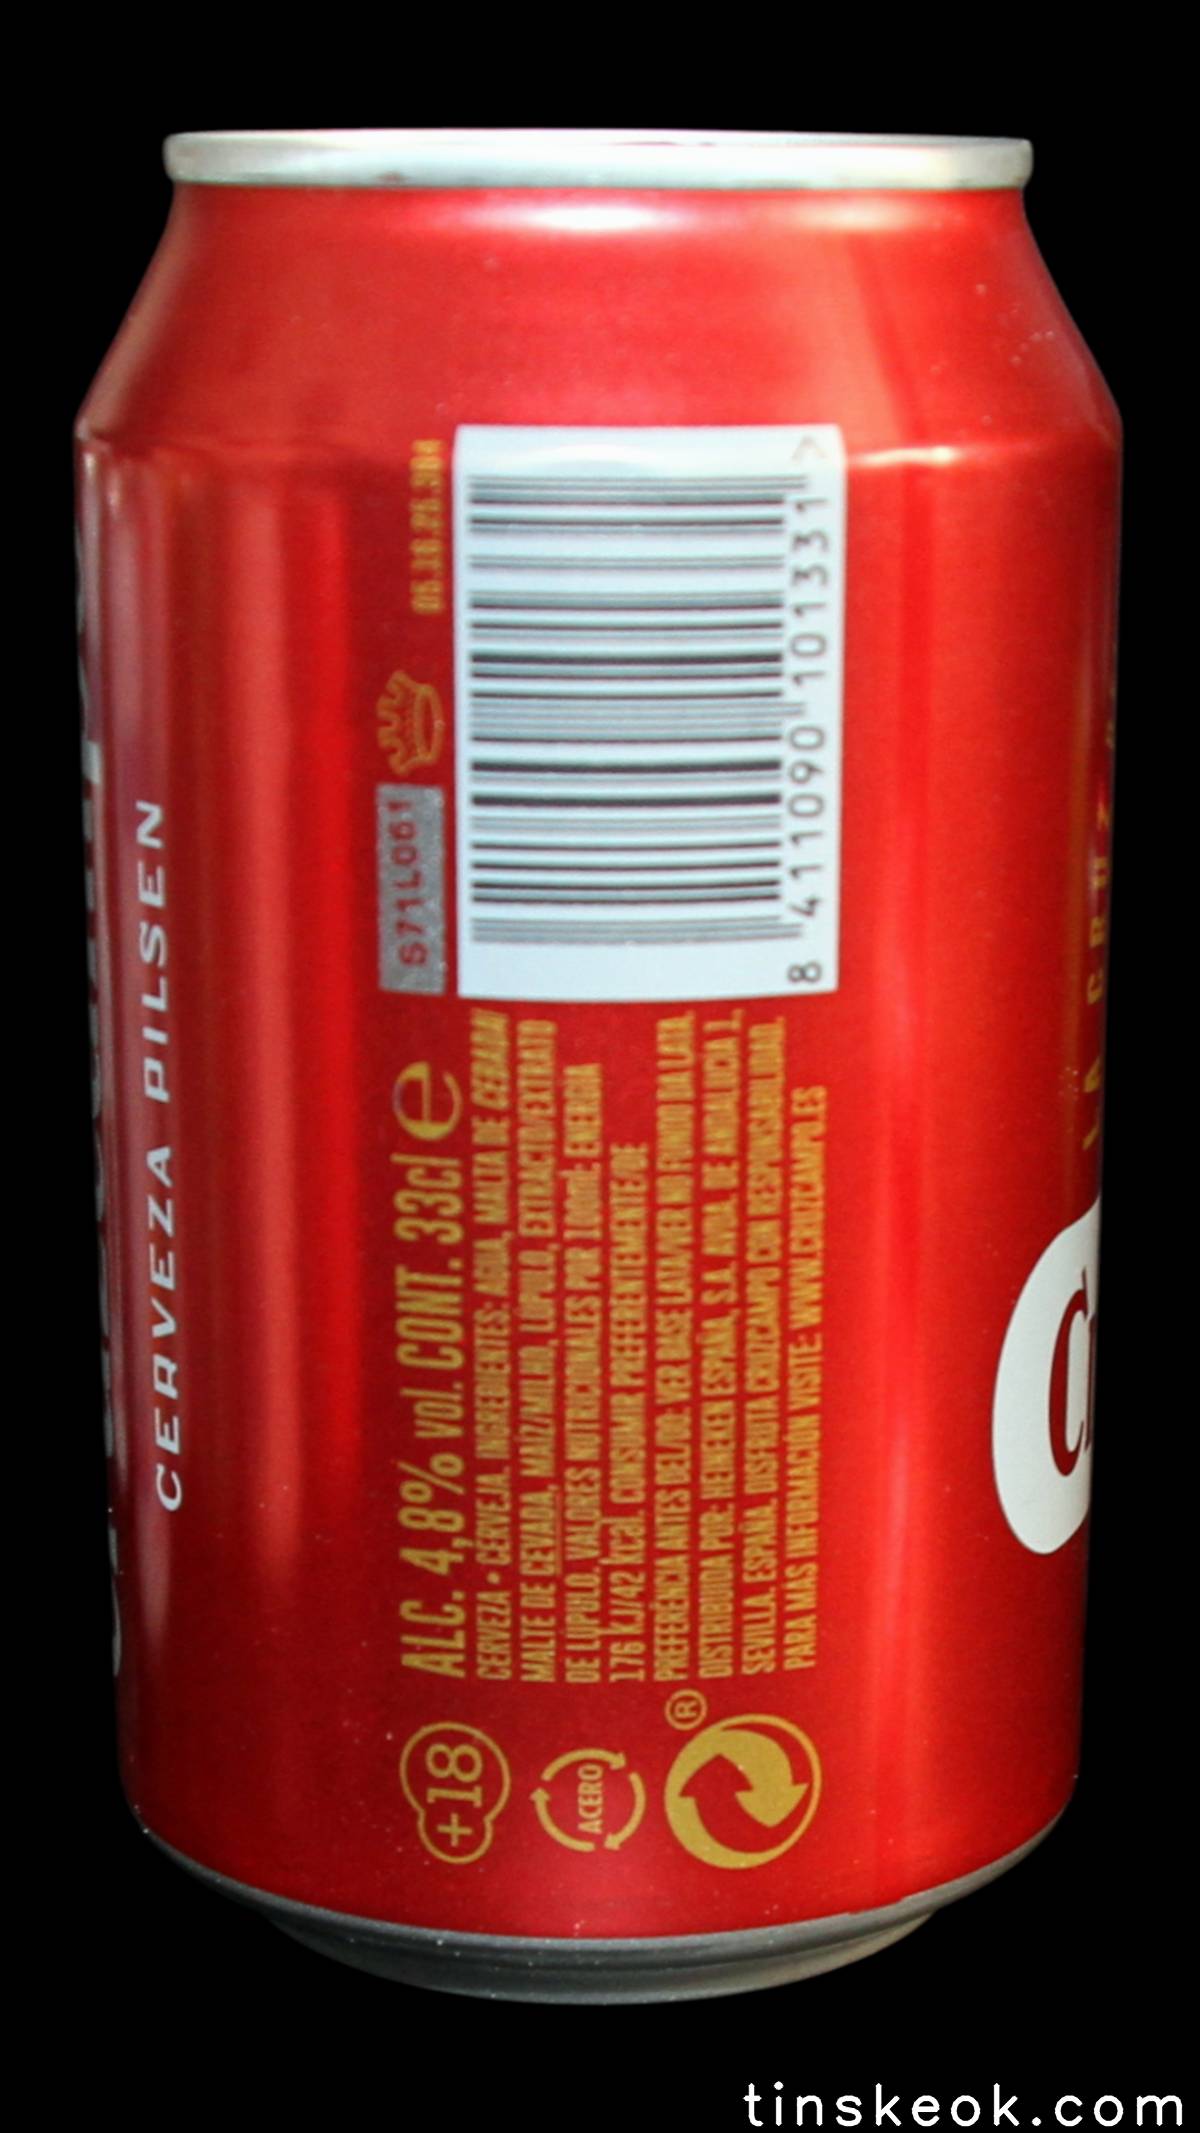 CERVEZA PILSEN
S71L061
ALC. 4,8% vol. CONT. 33cl e
CERVEZA • CERVEJA. INGREDIENTES: AGUA, MALTA DE CEBADA/
MALTE DE CEVADA, MAÍZ/MILHO, LÚPULO, EXTRACTO/EXTRATO
DE LÚPULO. VALORES NUTRICIONALES POR 100ml: ENERGIA
176 KJ/42 kcal. CONSUMIR PREFERENTEMENTE/DE
PREFERÊNCIA ANTES DEL/DO: VER BASE LATA/VER NO FUNDO DA LATA.
DISTRIBUIDA POR: HEINEKEN ESPAÑA, S.A. AVDA. DE ANDALUCIA 1,
SEVILLA. ESPAÑA. DISFRUTA CRUZCAMPO CON RESPONSABILIDAD.
PARA MÁS INFORMACIÓN VISITE: WWW.CRUZCAMPO.ES
8 411090 101331 >
+18
ACERO
®
tinskeok.com